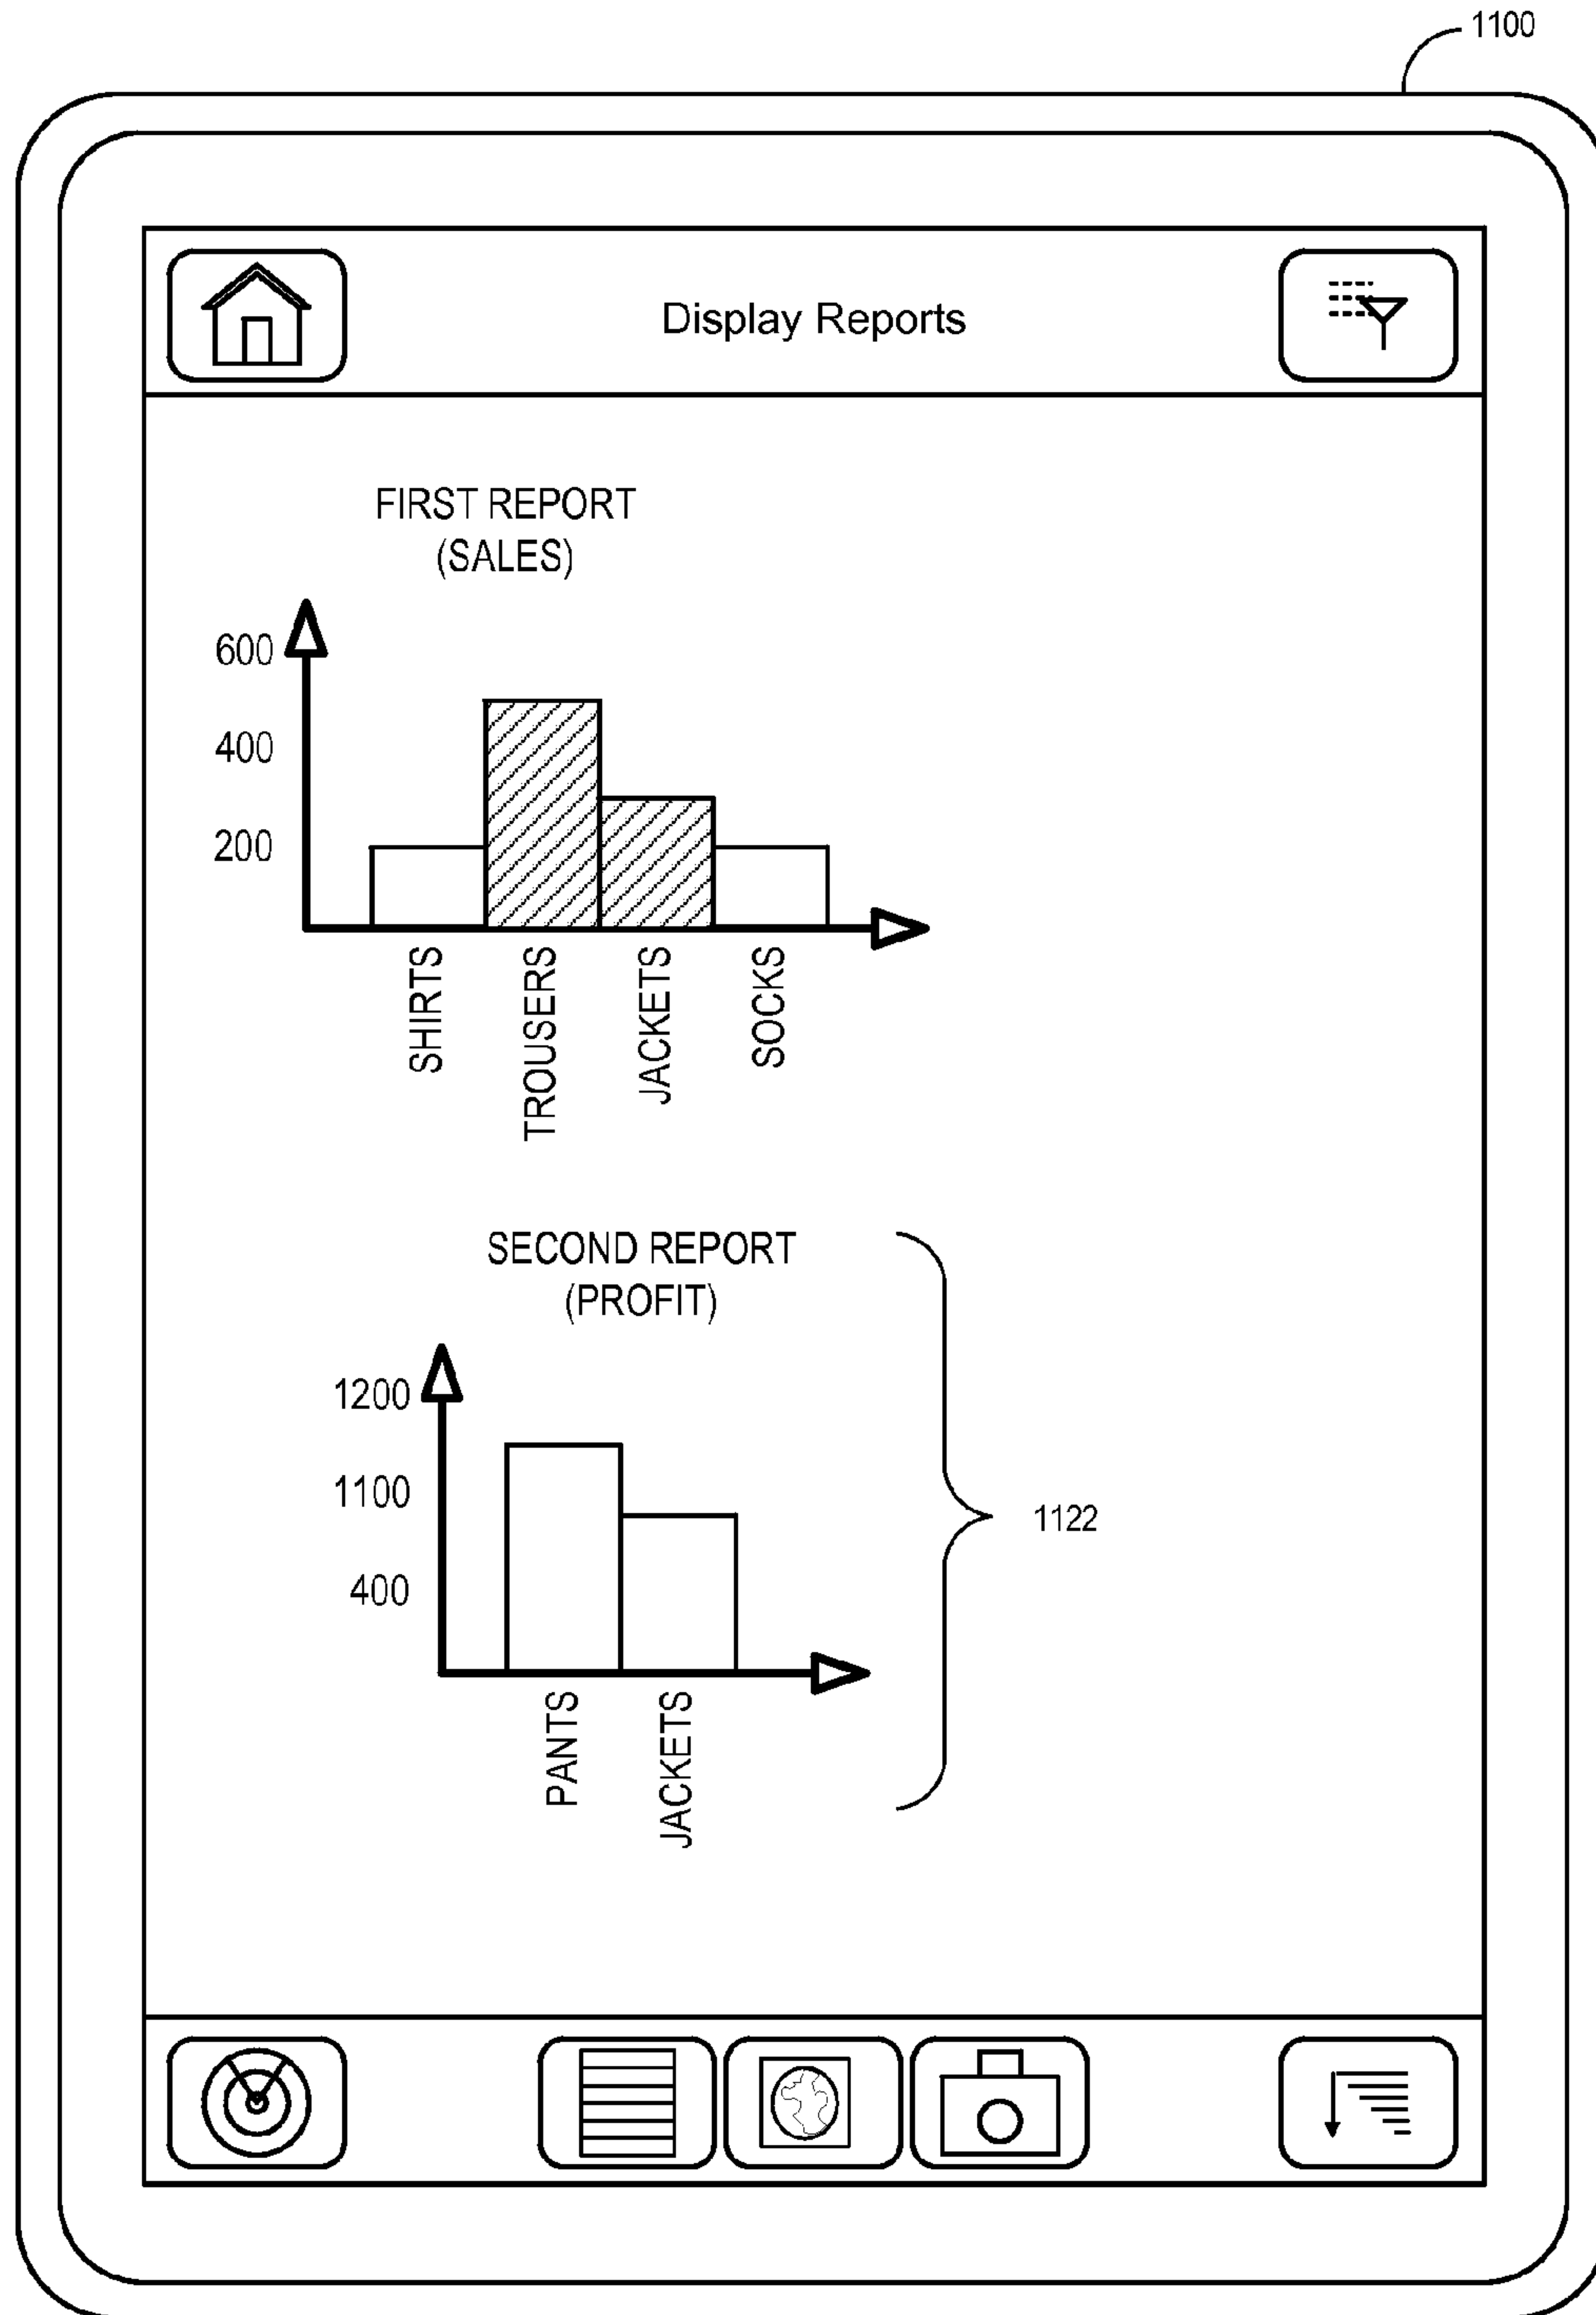 1100
Display Reports
FIRST REPORT
(SALES)
600
400
200
SHIRTS
TROUSERS
JACKETS
SOCKS
SECOND REPORT
(PROFIT)
1200
1100
400
1122
PANTS
JACKETS